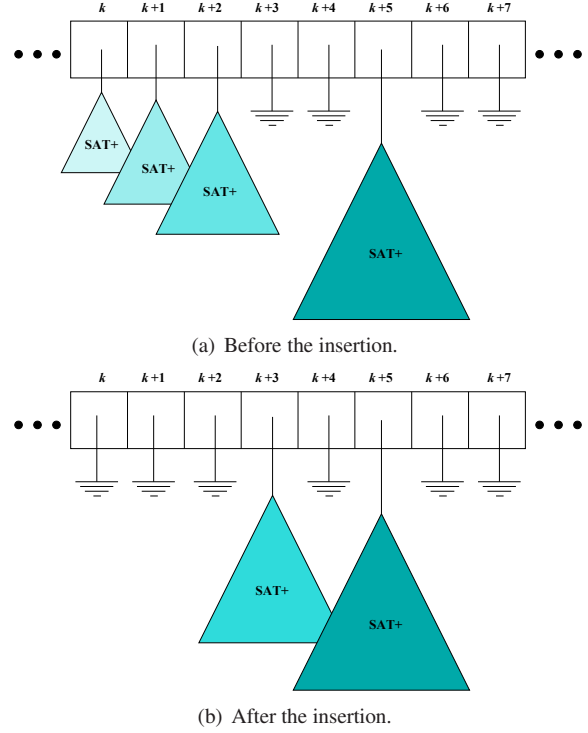 k k+1 k+2 k+3 k+4 k+5 k+6 k+7
SAT+ SAT+ SAT+ SAT+
(a) Before the insertion.
k k+1 k+2 k+3 k+4 k+5 k+6 k+7
SAT+ SAT+
(b) After the insertion.